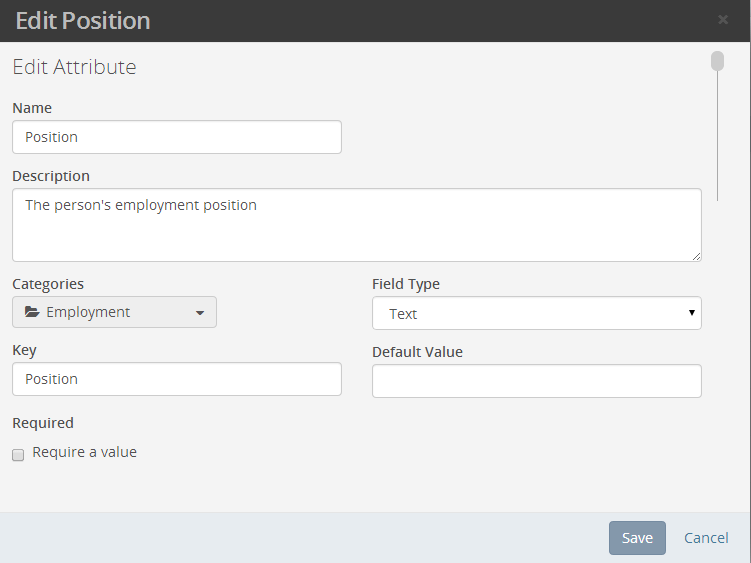 Edit Position
×
Edit Attribute
Name
Position
Description
The person's employment position
Categories
Field Type
Employment
Text
Key
Default Value
Position
Required
Require a value
Save
Cancel